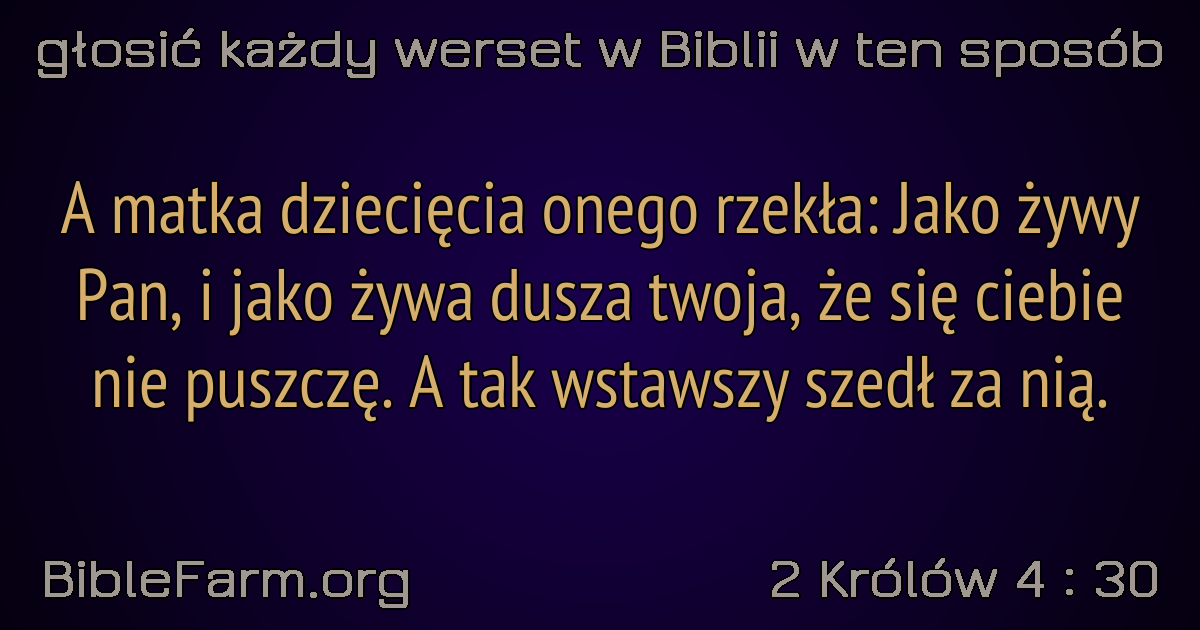 głosić każdy werset w Biblii w ten sposób
A matka dziecięcia onego rzekła: Jako żywy
Pan, i jako żywa dusza twoja, że się ciebie
nie puszczę. A tak wstawszy szedł za nią.
BibleFarm.org
2 Królów 4 : 30